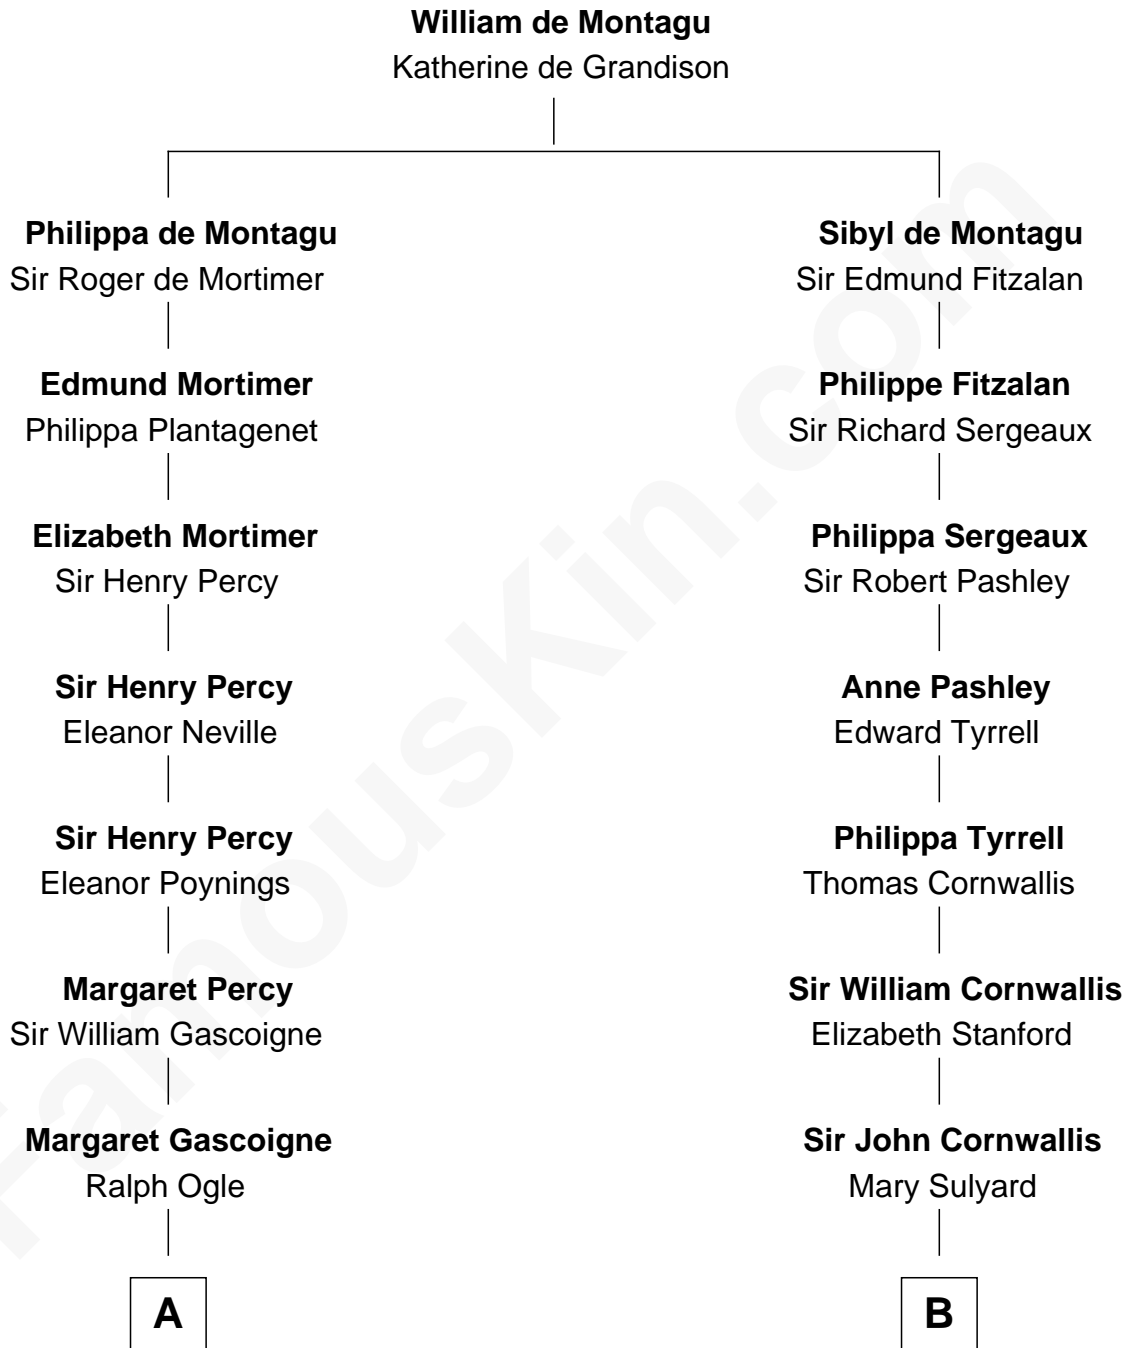 William de Montagu
Katherine de Grandison
Philippa de Montagu
Sir Roger de Mortimer
Sibyl de Montagu
Sir Edmund Fitzalan
Edmund Mortimer
Philippa Plantagenet
Philippe Fitzalan
Sir Richard Sergeaux
Elizabeth Mortimer
Sir Henry Percy
Philippa Sergeaux
Sir Robert Pashley
Sir Henry Percy
Eleanor Neville
Anne Pashley
Edward Tyrrell
Sir Henry Percy
Eleanor Poynings
Philippa Tyrrell
Thomas Cornwallis
Margaret Percy
Sir William Gascoigne
Sir William Cornwallis
Elizabeth Stanford
Margaret Gascoigne
Ralph Ogle
Sir John Cornwallis
Mary Sulyard
A
B
FamousKin.com